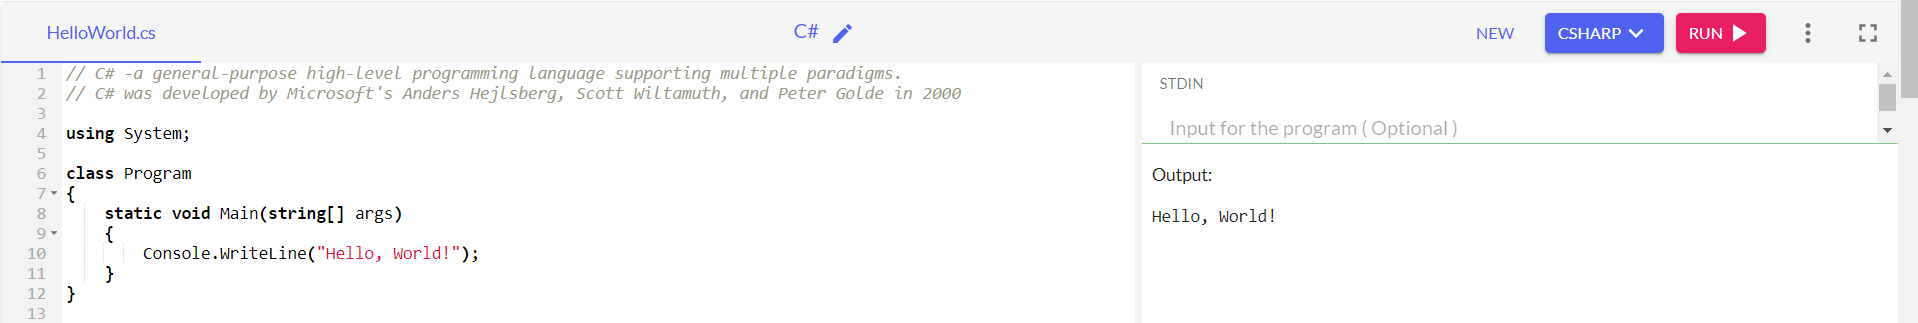 HelloWorld.cs
C#
NEW
CSHARP
RUN
1 // C# -a general-purpose high-level programming language supporting multiple paradigms.
2 // C# was developed by Microsoft's Anders Hejlsberg, Scott Wiltamuth, and Peter Golde in 2000
3
4 using System;
5
6 class Program
7 {
8     static void Main(string[] args)
9     {
10         Console.WriteLine("Hello, World!");
11     }
12 }
13
STDIN
Input for the program ( Optional )
Output:
Hello, World!